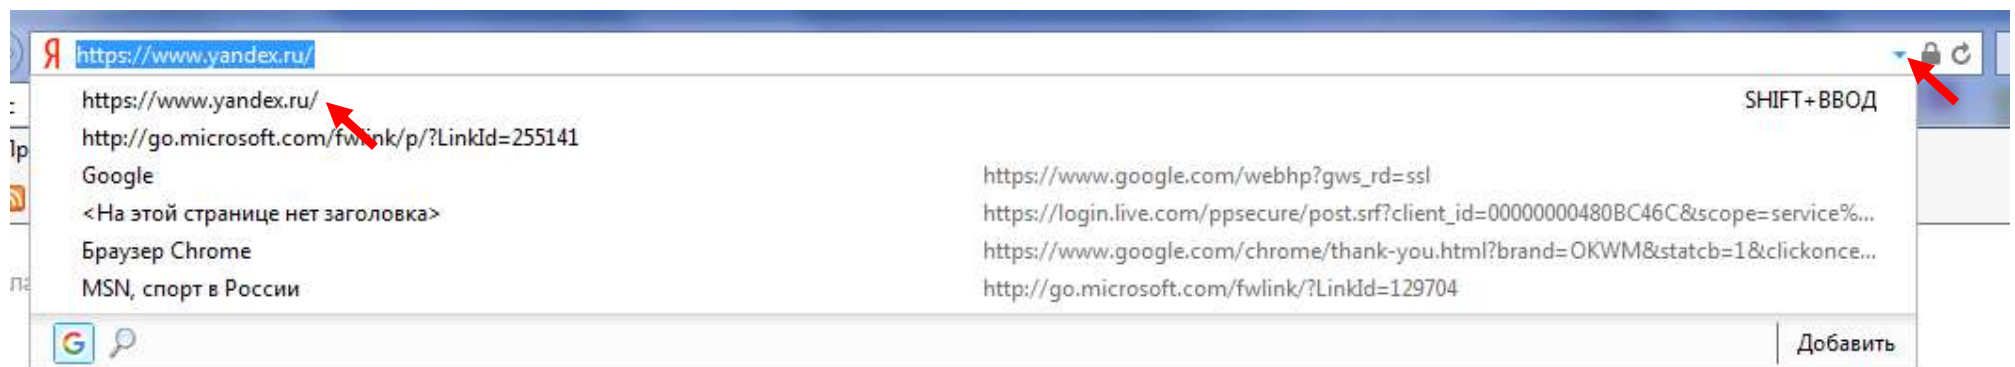 Я https://www.yandex.ru/
https://www.yandex.ru/ SHIFT+ВВОД
http://go.microsoft.com/fwlink/p/?LinkId=255141
Google https://www.google.com/webhp?gws_rd=ssl
<На этой странице нет заголовка> https://login.live.com/ppsecure/post.srf?client_id=00000000480BC46C&scope=service%...
Браузер Chrome https://www.google.com/chrome/thank-you.html?brand=OKWM&statcb=1&clickonce...
MSN, спорт в России http://go.microsoft.com/fwlink/?LinkId=129704
G Добавить